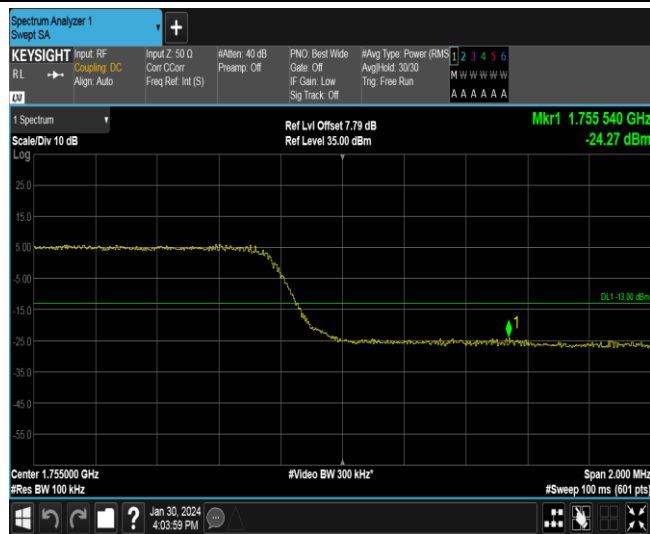 Spectrum Analyzer 1
Swept SA
+
KEYSIGHT
RL
Input: RF
Coupling: DC
Align: Auto
Input Z: 50 Ω
Corr CCorr
Freq Ref: Int (S)
#Atten: 40 dB
Preamp: Off
PNO: Best Wide
Gate: Off
IF Gain: Low
Sig Track: Off
#Avg Type: Power (RMS
Avg|Hold: 30/30
Trig: Free Run
1 2 3 4 5 6
M W W W W W
A A A A A A
LXI
1 Spectrum
Scale/Div 10 dB
Log
Ref Lvl Offset 7.79 dB
Ref Level 35.00 dBm
Mkr1 1.755 540 GHz
-24.27 dBm
25.0
15.0
5.00
-5.00
DL1 -13.00 dBm
-15.0
1
-25.0
-35.0
-45.0
-55.0
Center 1.755000 GHz
#Res BW 100 kHz
#Video BW 300 kHz*
Span 2.000 MHz
#Sweep 100 ms (601 pts)
?
Jan 30, 2024
4:03:59 PM